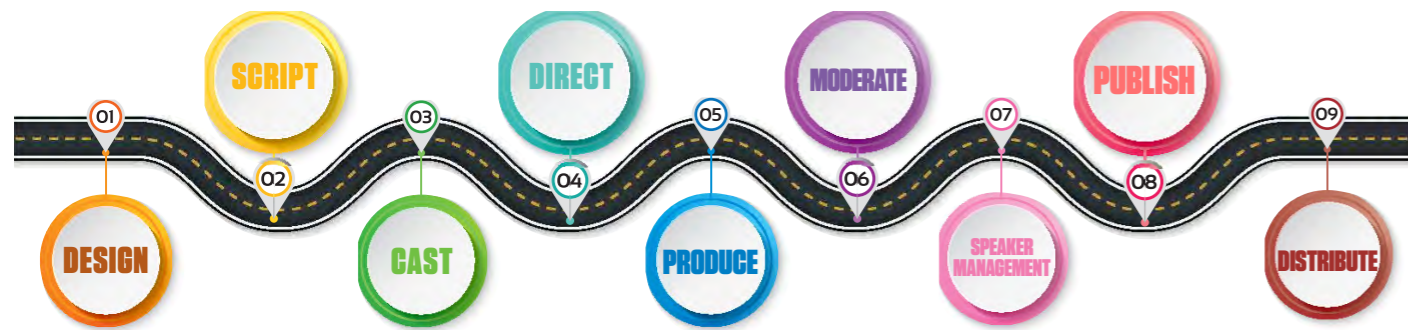 01
DESIGN
SCRIPT
02
03
CAST
DIRECT
04
05
PRODUCE
MODERATE
06
07
SPEAKER
MANAGEMENT
PUBLISH
08
09
DISTRIBUTE